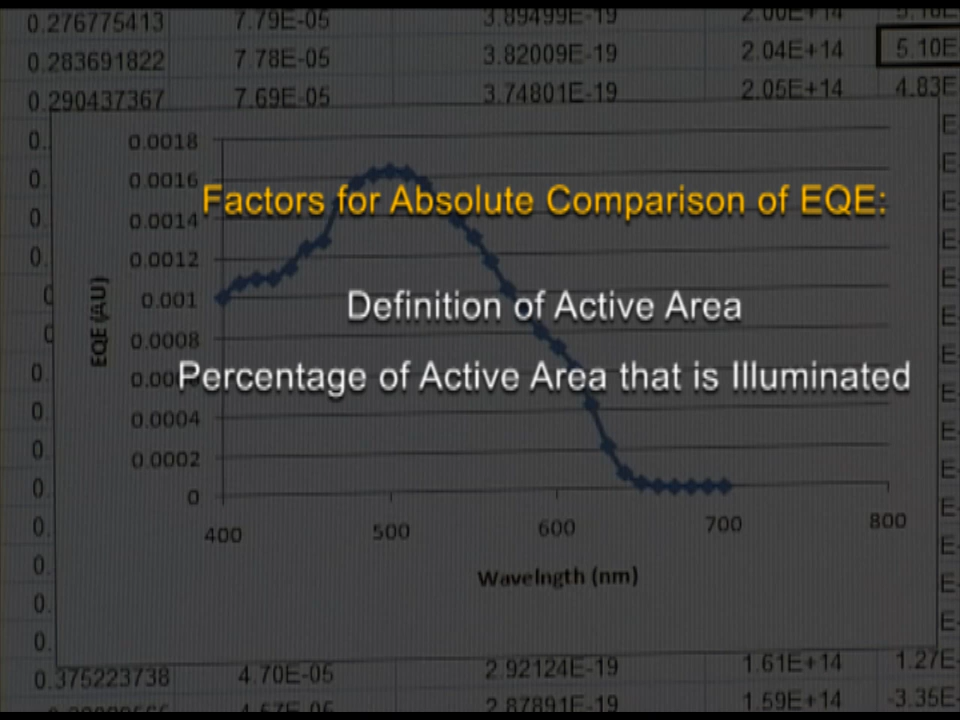 0.276775413 7.79E-05 3.89499E-19 2.00E+14
0.283691822 7.78E-05 3.82009E-19 2.04E+14 5.10E
0.290437367 7.69E-05 3.74801E-19 2.05E+14 4.83E
0.0018
0.0016
Factors for Absolute Comparison of EQE:
0.0014
0.0012
0.001
Definition of Active Area
0.0008
Percentage of Active Area that is Illuminated
0.0004
0.0002
0
EQE (AU)
400 500 600 700 800
Wavelngth (nm)
0.375223738 4.70E-05 2.92124E-19 1.61E+14 1.27E-
2.87891E-19 1.59E+14 -3.35E-